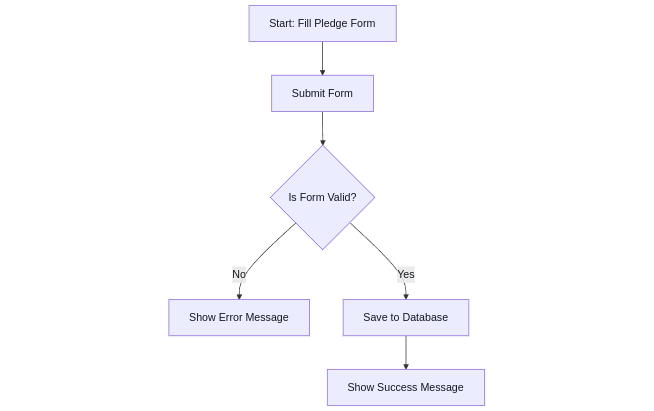 Start: Fill Pledge Form
Submit Form
Is Form Valid?
No
Yes
Show Error Message
Save to Database
Show Success Message